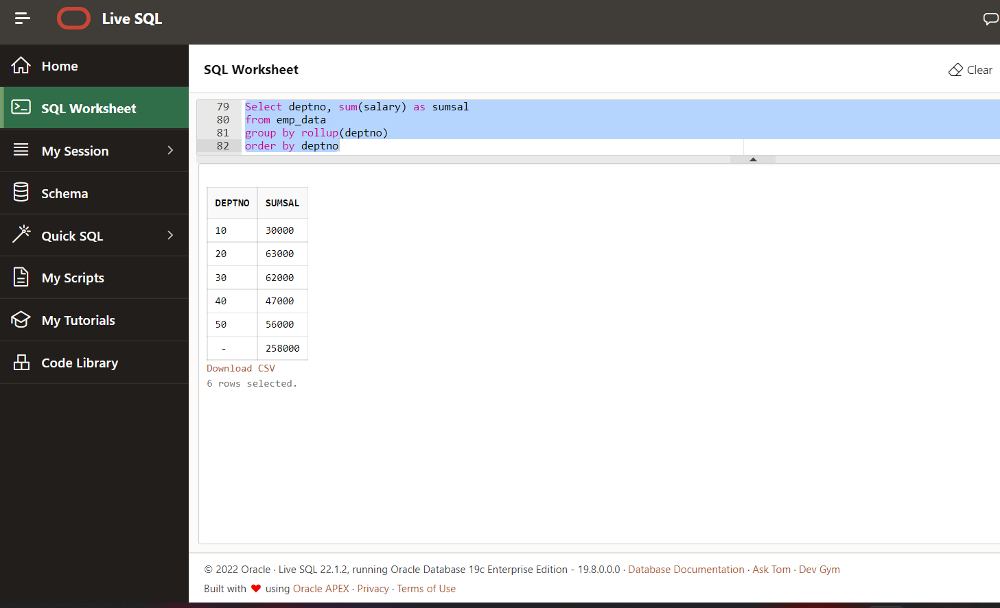 Live SQL
Home
SQL Worksheet
My Session
Schema
Quick SQL
My Scripts
My Tutorials
Code Library
SQL Worksheet
Clear
79 Select deptno, sum(salary) as sumsal
80 from emp_data
81 group by rollup(deptno)
82 order by deptno
DEPTNO SUMSAL
10 30000
20 63000
30 62000
40 47000
50 56000
- 258000
Download CSV
6 rows selected.
© 2022 Oracle · Live SQL 22.1.2, running Oracle Database 19c Enterprise Edition - 19.8.0.0.0 · Database Documentation · Ask Tom · Dev Gym
Built with ❤ using Oracle APEX · Privacy · Terms of Use